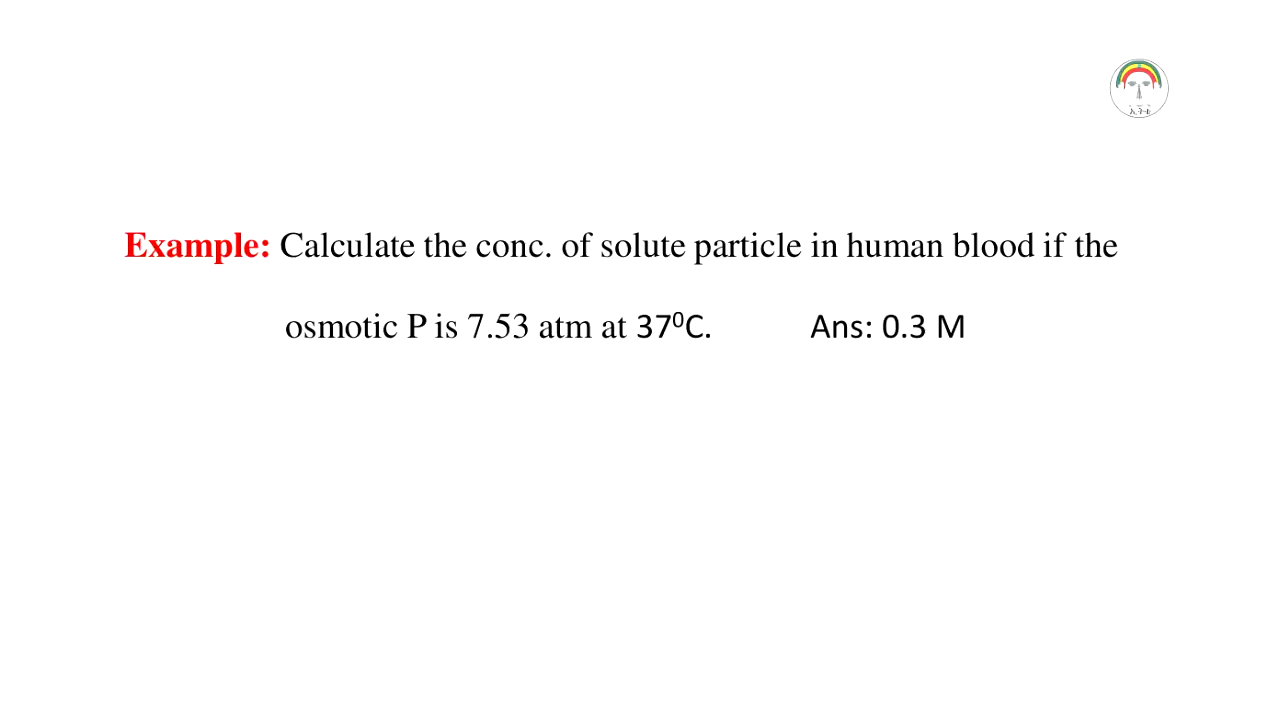 ኢትዮ
Example: Calculate the conc. of solute particle in human blood if the
osmotic P is 7.53 atm at 37⁰C. Ans: 0.3 M